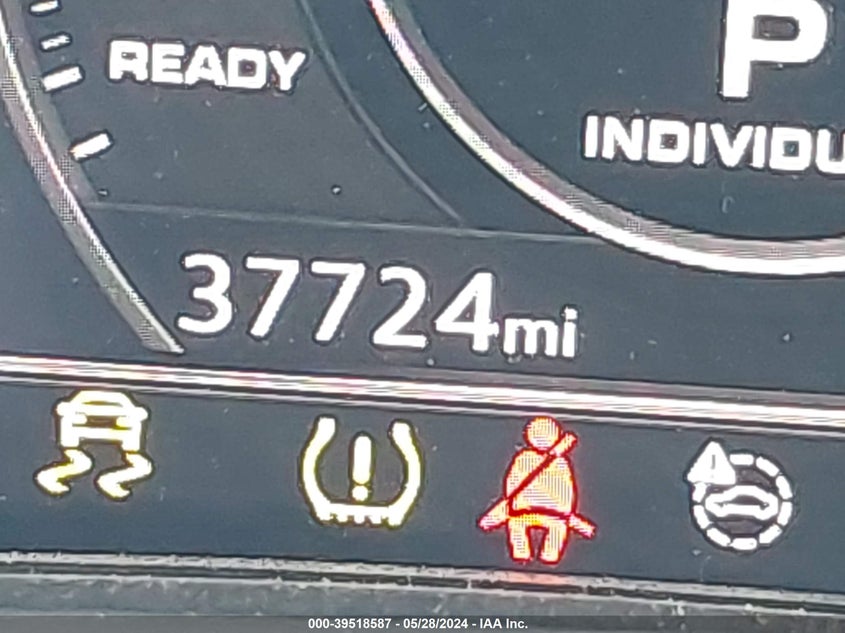 READY
P
INDIVIDU
37724mi
000-39518587 - 05/28/2024 - IAA Inc.